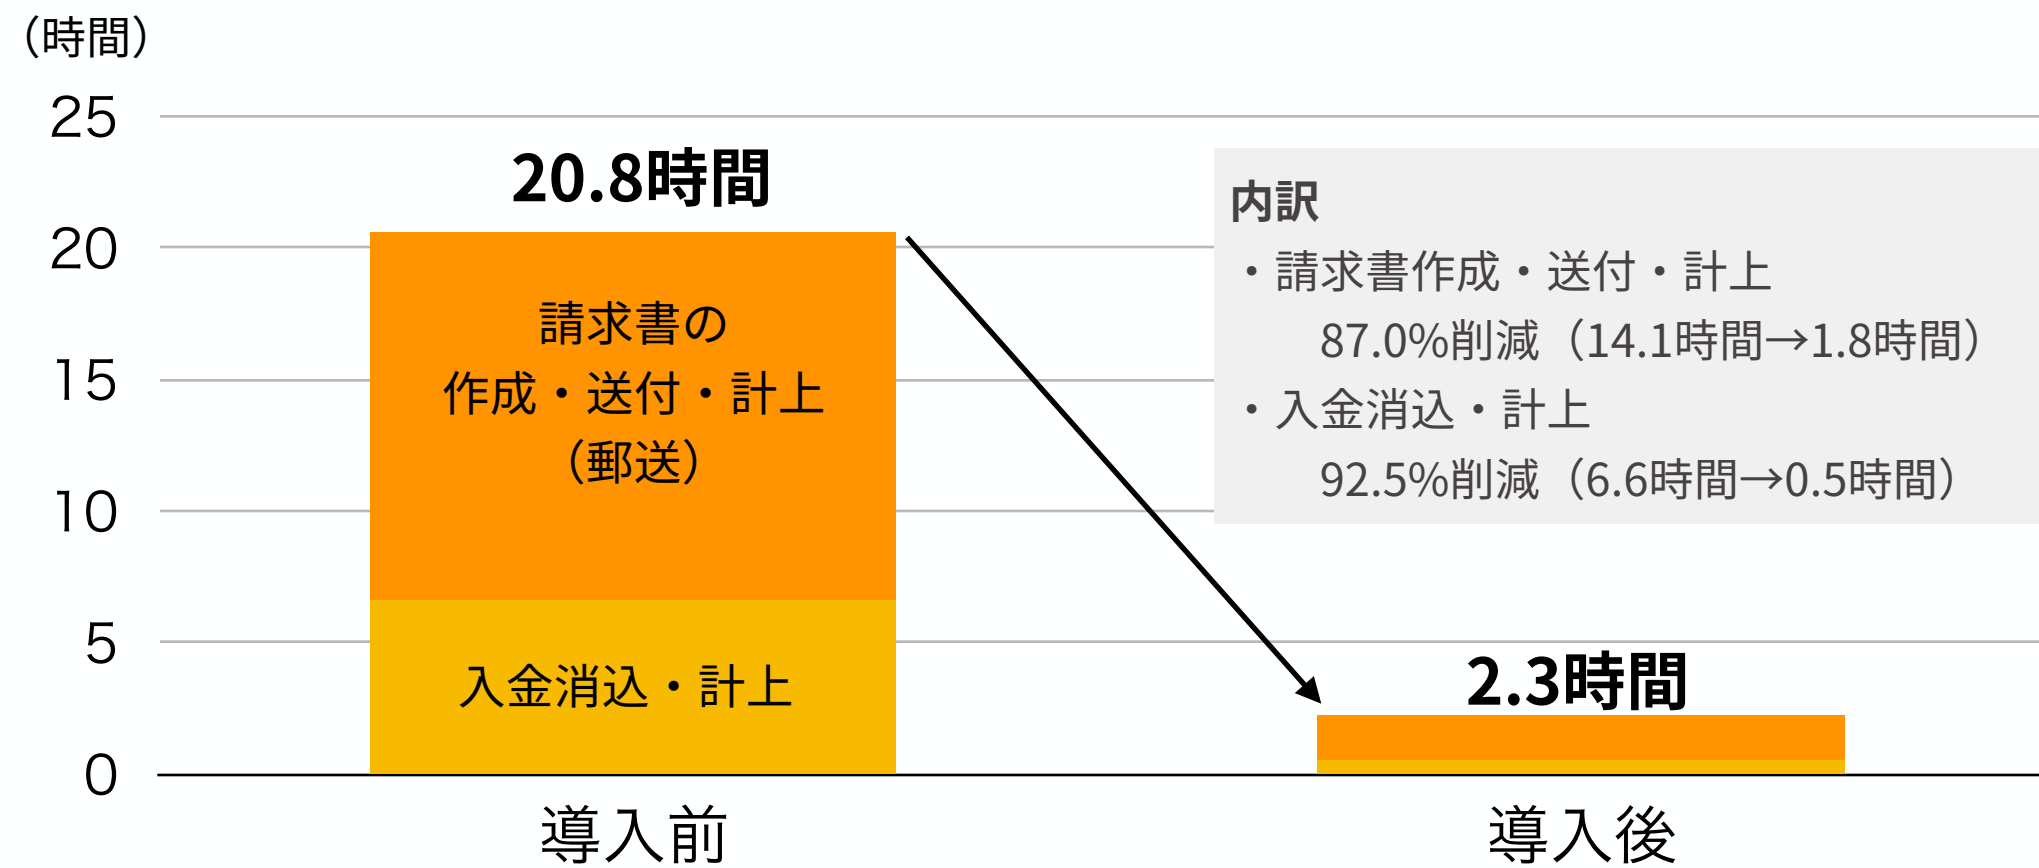 （時間）
25
20
15
10
5
0
20.8時間
請求書の
作成・送付・計上
（郵送）
入金消込・計上
内訳
・請求書作成・送付・計上
87.0%削減（14.1時間→1.8時間）
・入金消込・計上
92.5%削減（6.6時間→0.5時間）
2.3時間
導入前
導入後